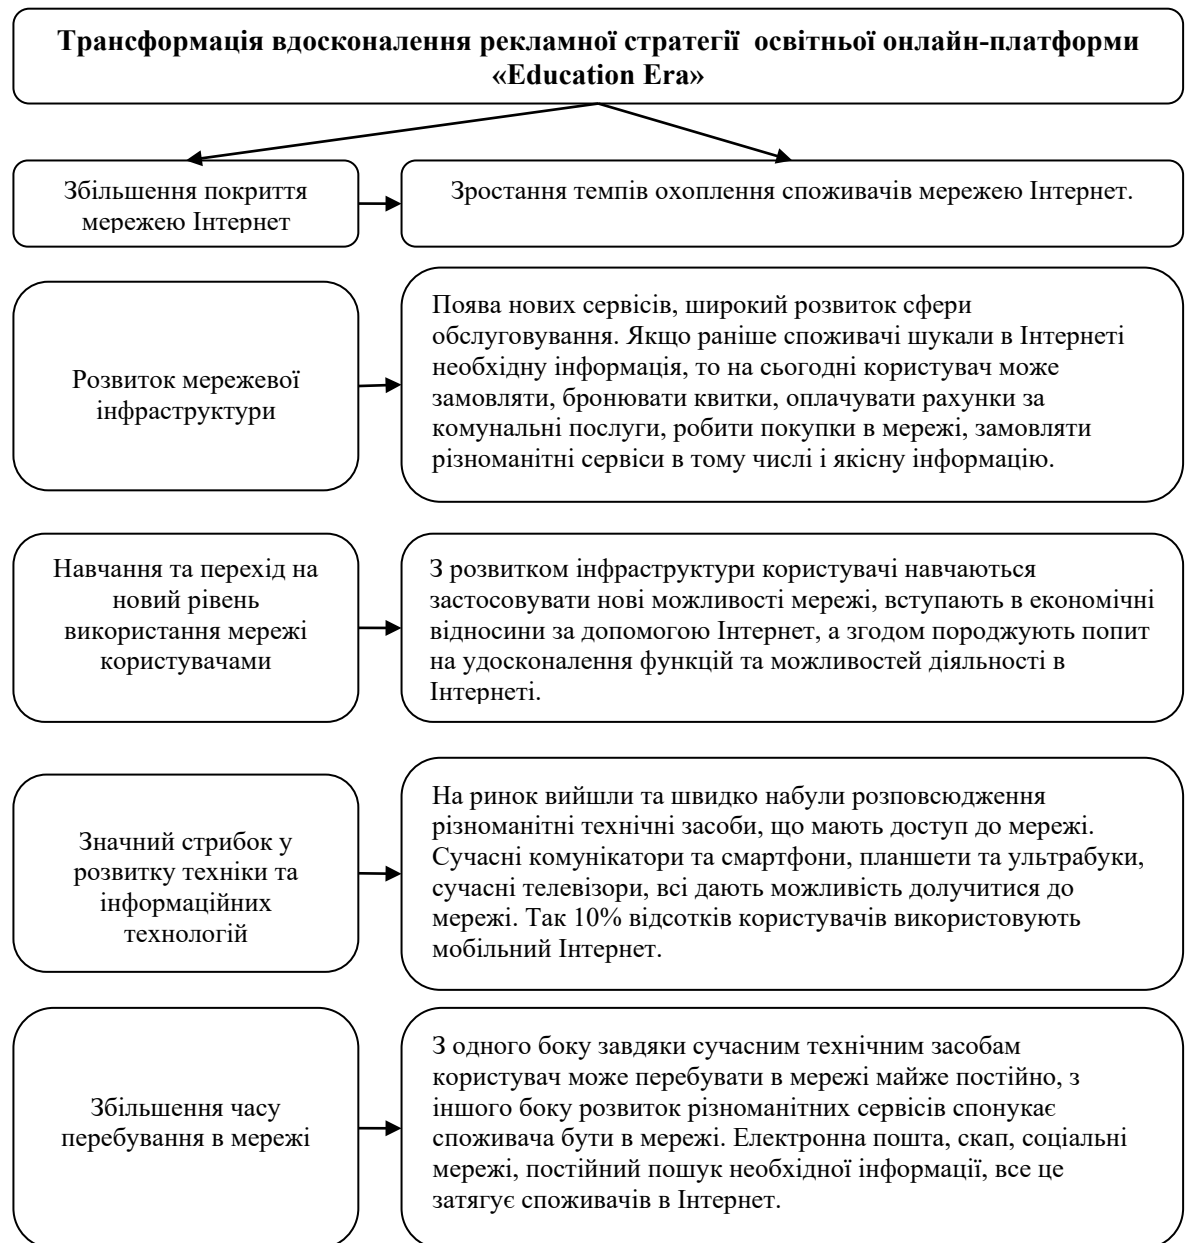 Трансформація вдосконалення рекламної стратегії освітньої онлайн-платформи
«Education Era»
Збільшення покриття
мережею Інтернет
Зростання темпів охоплення споживачів мережею Інтернет.
Розвиток мережевої
інфраструктури
Поява нових сервісів, широкий розвиток сфери
обслуговування. Якщо раніше споживачі шукали в Інтернеті
необхідну інформація, то на сьогодні користувач може
замовляти, бронювати квитки, оплачувати рахунки за
комунальні послуги, робити покупки в мережі, замовляти
різноманітні сервіси в тому числі і якісну інформацію.
Навчання та перехід на
новий рівень
використання мережі
користувачами
З розвитком інфраструктури користувачі навчаються
застосовувати нові можливості мережі, вступають в економічні
відносини за допомогою Інтернет, а згодом породжують попит
на удосконалення функцій та можливостей діяльності в
Інтернеті.
Значний стрибок у
розвитку техніки та
інформаційних
технологій
На ринок вийшли та швидко набули розповсюдження
різноманітні технічні засоби, що мають доступ до мережі.
Сучасні комунікатори та смартфони, планшети та ультрабуки,
сучасні телевізори, всі дають можливість долучитися до
мережі. Так 10% відсотків користувачів використовують
мобільний Інтернет.
Збільшення часу
перебування в мережі
З одного боку завдяки сучасним технічним засобам
користувач може перебувати в мережі майже постійно, з
іншого боку розвиток різноманітних сервісів спонукає
споживача бути в мережі. Електронна пошта, скап, соціальні
мережі, постійний пошук необхідної інформації, все це
затягує споживачів в Інтернет.